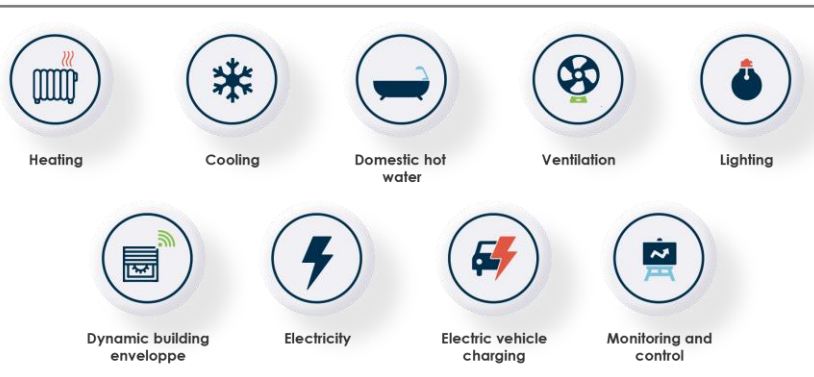 Heating
Cooling
Domestic hot
water
Ventilation
Lighting
Dynamic building
enveloppe
Electricity
Electric vehicle
charging
Monitoring and
control